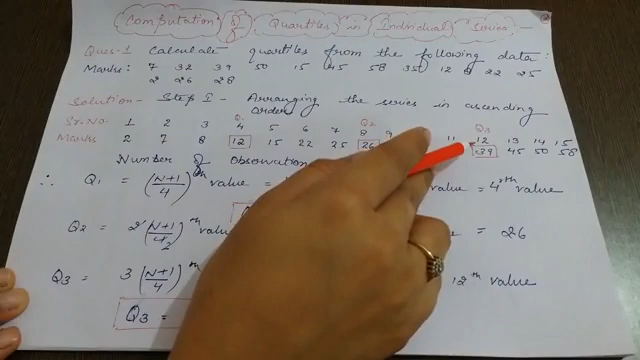 Computation of Quartiles in Individual Series:-
Ques-1 Calculate quartiles from the following data:
Marks: 7 32 39 50 15 45 58 35 12 8 22 25
2 26 28
Solution - Step I - Arranging the series in ascending order
Q1 Q2 Q3
Sr.No 1 2 3 4 5 6 7 8 9 11 12 13 14 15
Marks 2 7 8 12 15 22 25 26 39 45 50 58
Number of Observation
∴ Q1 = (N+1/4)th value = value = 4th value
Q2 = 2(N+1/4)th value = 26
Q3 = 3(N+1/4)th 12th value
Q3 =